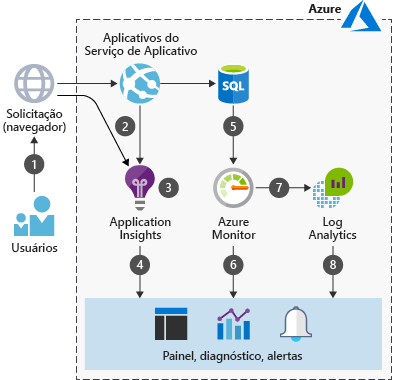 Azure
Aplicativos do
Serviço de Aplicativo
SQL
Solicitação
(navegador)
2
5
1
3
7
Usuários
Application
Insights
Azure
Monitor
Log
Analytics
4
6
8
Painel, diagnóstico, alertas